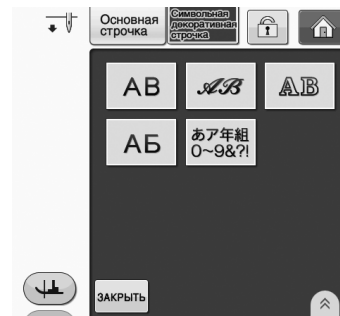 Основная
строчка
Символьная
декоративная
строчка
AB
AB
AB
АБ
あア年組
0~9&?!
ЗАКРЫТЬ